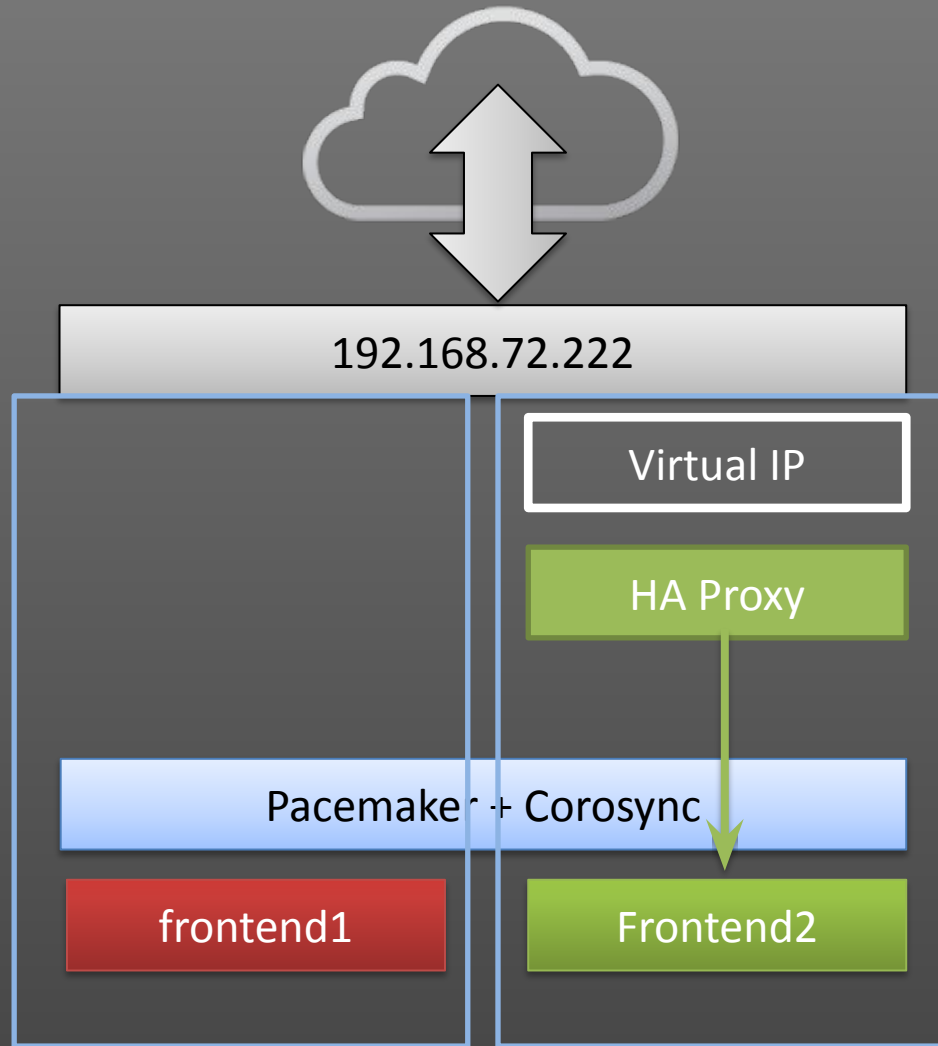 192.168.72.222
Virtual IP
HA Proxy
Pacemaker + Corosync
frontend1
Frontend2